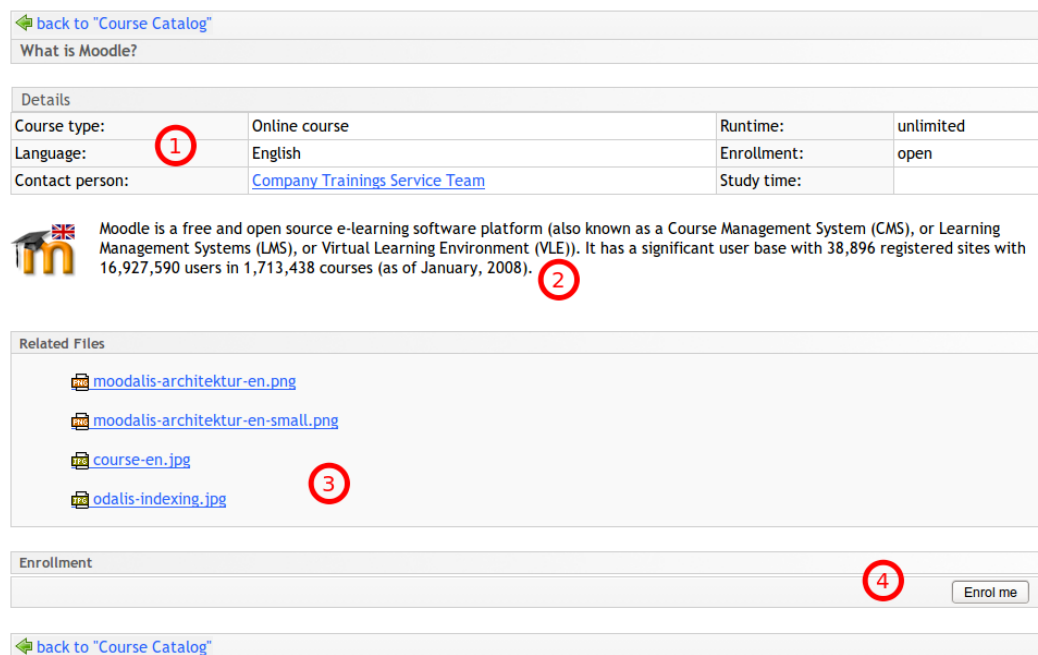 back to "Course Catalog"
What is Moodle?
Details
Course type: Online course Runtime: unlimited
1
Language: English Enrollment: open
Contact person: Company Trainings Service Team Study time:
Moodle is a free and open source e-learning software platform (also known as a Course Management System (CMS), or Learning
Management Systems (LMS), or Virtual Learning Environment (VLE)). It has a significant user base with 38,896 registered sites with
16,927,590 users in 1,713,438 courses (as of January, 2008).
2
Related Files
PNG moodalis-architektur-en.png
PNG moodalis-architektur-en-small.png
JPG course-en.jpg
3
JPG odalis-indexing.jpg
Enrollment
4
Enrol me
back to "Course Catalog"